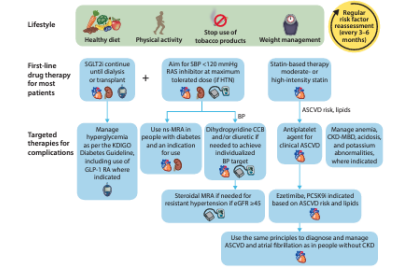 Lifestyle
Healthy diet
Physical activity
Stop use of
tobacco products
Weight management
Regular
risk factor
reassessment
(every 3–6
months)
First-line
drug therapy
for most
patients
SGLT2i continue
until dialysis
or transplant
+
Aim for SBP <120 mmHg
RAS inhibitor at maximum
tolerated dose (if HTN)
Statin-based therapy
moderate- or
high-intensity statin
BP
ASCVD risk, lipids
Targeted
therapies for
complications
Manage
hyperglycemia
as per the KDIGO
Diabetes Guideline,
including use of
GLP-1 RA where
indicated
Use ns-MRA in
people with diabetes
and an indication
for use
Dihydropyridine CCB
and/or diuretic if
needed to achieve
individualized
BP target
Antiplatelet
agent for
clinical ASCVD
Manage anemia,
CKD-MBD, acidosis,
and potassium
abnormalities,
where indicated
Steroidal MRA if needed for
resistant hypertension if eGFR ≥45
Ezetimibe, PCSK9i indicated
based on ASCVD risk and lipids
Use the same principles to diagnose and manage
ASCVD and atrial fibrillation as in people without CKD